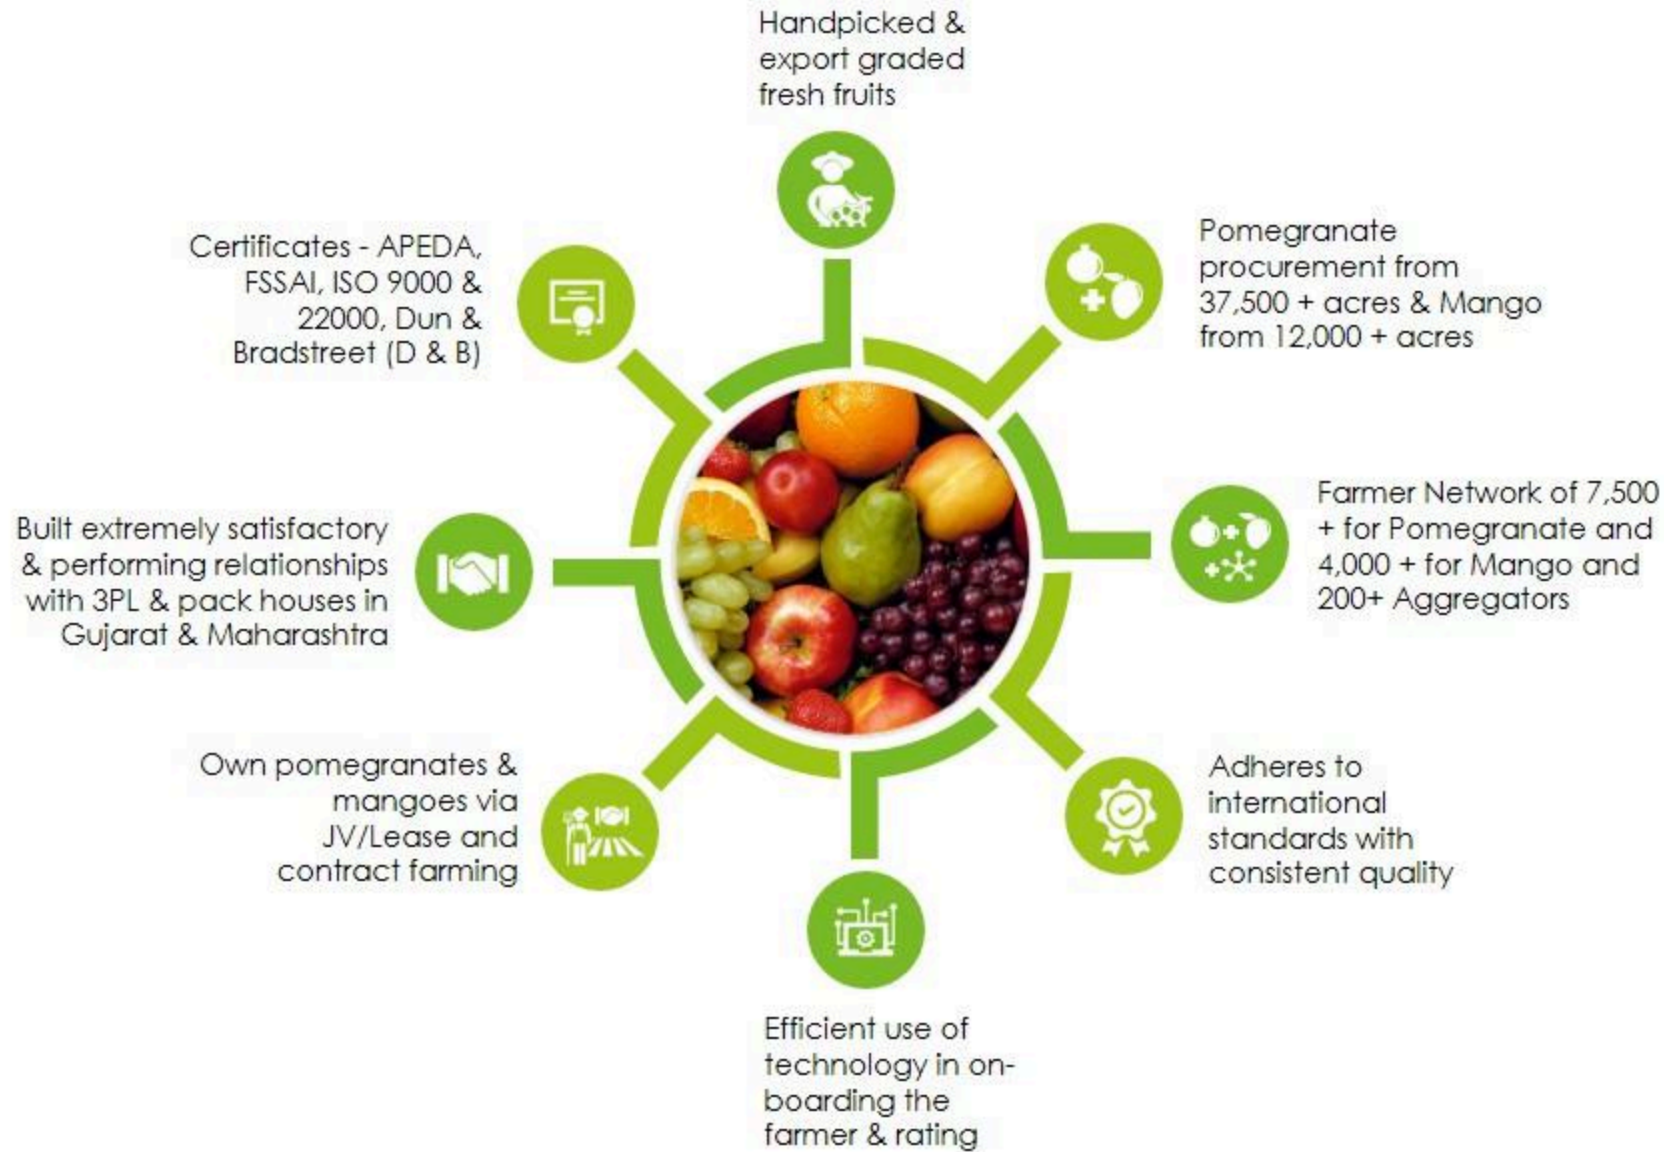 Handpicked &
export graded
fresh fruits
Pomegranate
procurement from
37,500 + acres & Mango
from 12,000 + acres
Farmer Network of 7,500
+ for Pomegranate and
4,000 + for Mango and
200+ Aggregators
Adheres to
international
standards with
consistent quality
Efficient use of
technology in on-
boarding the
farmer & rating
Own pomegranates &
mangoes via
JV/Lease and
contract farming
Built extremely satisfactory
& performing relationships
with 3PL & pack houses in
Gujarat & Maharashtra
Certificates - APEDA,
FSSAI, ISO 9000 &
22000, Dun &
Bradstreet (D & B)